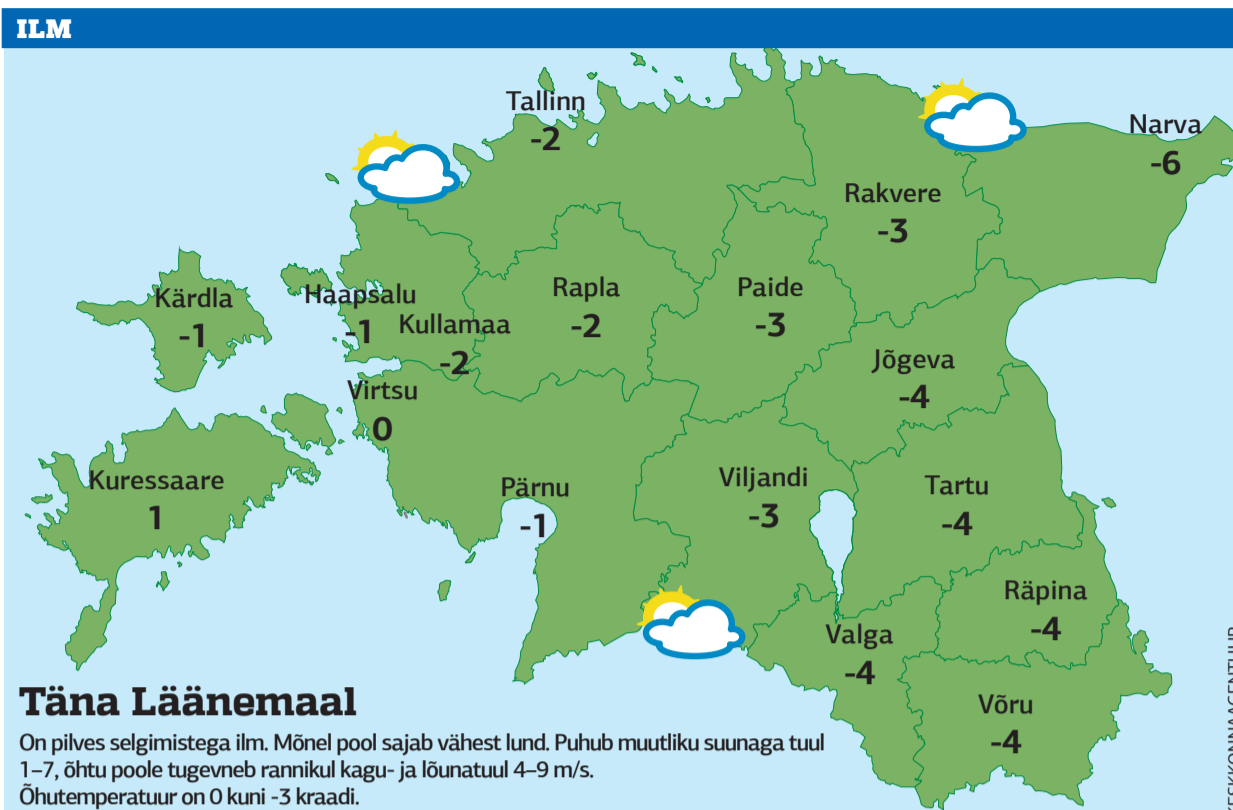 ILM
Tallinn
-2
Narva
-6
Rakvere
-3
Kärdla
-1
Haapsalu
-1
Kullamaa
-2
Rapla
-2
Paide
-3
Jõgeva
-4
Virtsu
0
Kuressaare
1
Pärnu
-1
Viljandi
-3
Tartu
-4
Räpina
-4
Valga
-4
Võru
-4
Täna Läänemaal
On pilves selgimistega ilm. Mõnel pool sajab vähest lund. Puhub muutliku suunaga tuul
1–7, õhtu poole tugevneb rannikul kagu- ja lõunatuul 4–9 m/s.
Õhutemperatuur on 0 kuni -3 kraadi.
KESKKONNAAGENTUUR